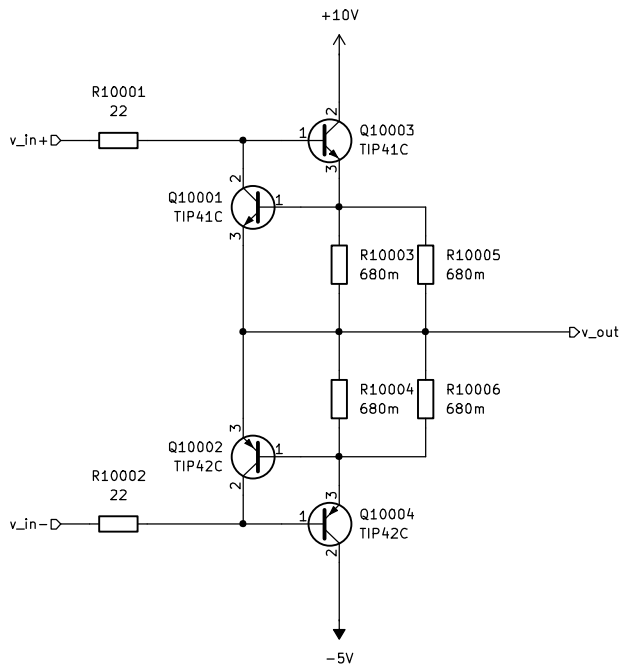 +10V
R10001
22
v_in+
2
1
Q10003
TIP41C
3
2
Q10001
TIP41C
1
3
R10003
680m
R10005
680m
v_out
R10004
680m
R10006
680m
3
Q10002
TIP42C
1
2
R10002
22
3
v_in-
1
Q10004
TIP42C
2
-5V